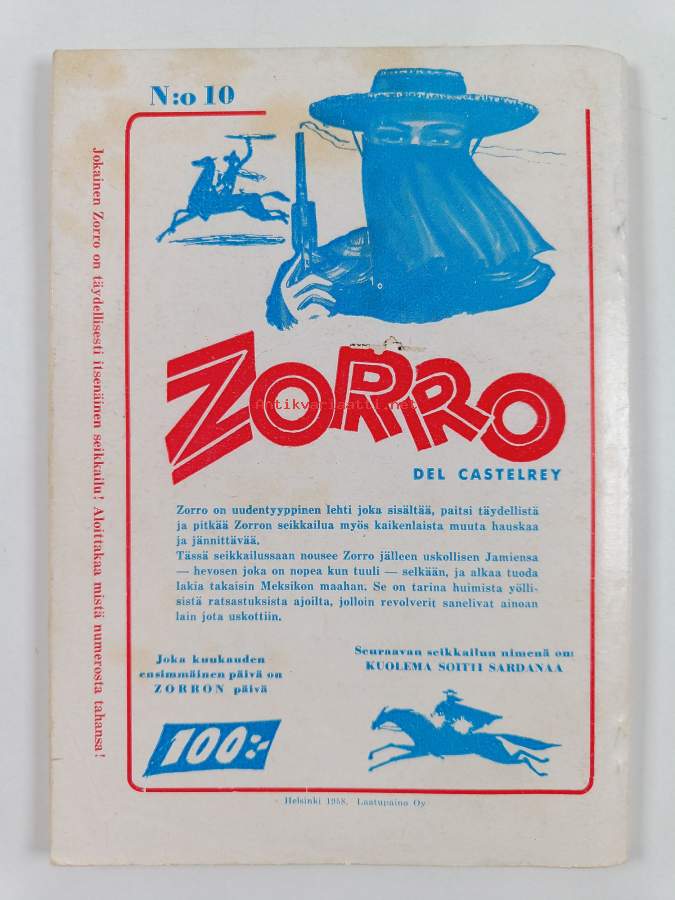 N:o 10
Jokainen Zorro on täydellisesti itsenäinen seikkailu! Aloittakaa mistä numerosta tahansa!
ZORRO
Antikvariaatti.net
DEL CASTELREY
Zorro on uudentyyppinen lehti joka sisältää, paitsi täydellistä
ja pitkää Zorron seikkailua myös kaikenlaista muuta hauskaa
ja jännittävää.
Tässä seikkailussaan nousee Zorro jälleen uskollisen Jamiensa
— hevosen joka on nopea kun tuuli — selkään, ja alkaa tuoda
lakia takaisin Meksikon maahan. Se on tarina huimista yölli-
sistä ratsastuksista ajoilta, jolloin revolverit sanelivat ainoan
lain jota uskottiin.
Joka kuukauden
ensimmäinen päivä on
ZORRON päivä
100:-
Seuraavan seikkailun nimenä on:
KUOLEMA SOITTI SARDANAA
Helsinki 1958, Laatupaino Oy